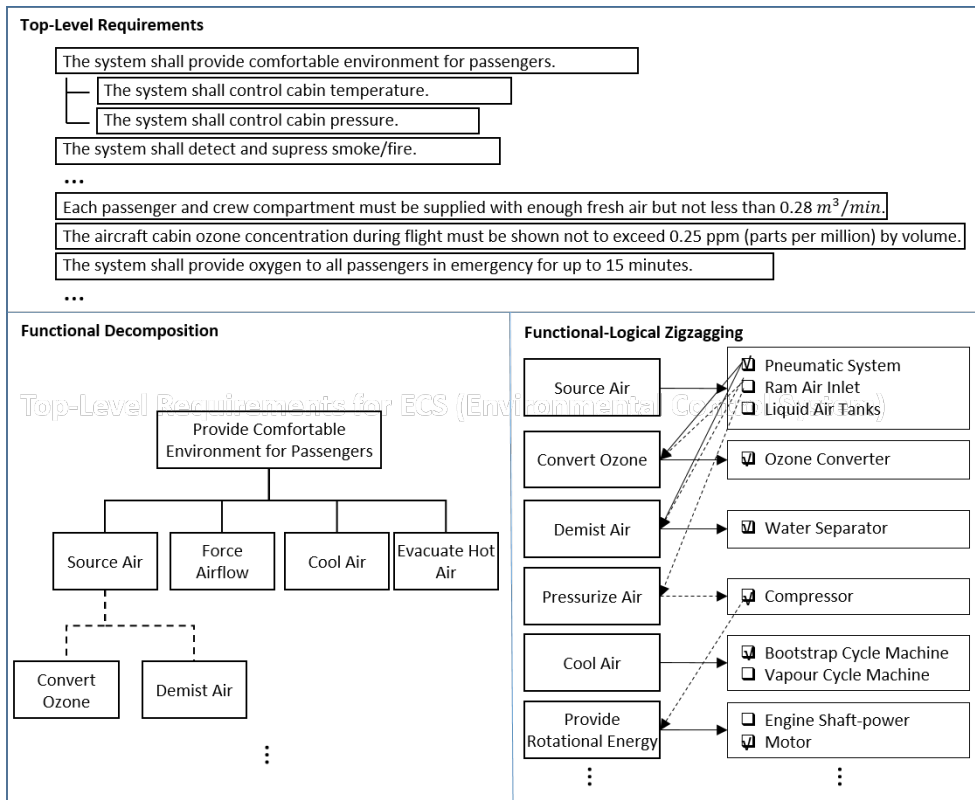 Top-Level Requirements
The system shall provide comfortable environment for passengers.
The system shall control cabin temperature.
The system shall control cabin pressure.
The system shall detect and supress smoke/fire.
...
Each passenger and crew compartment must be supplied with enough fresh air but not less than 0.28 m³/min.
The aircraft cabin ozone concentration during flight must be shown not to exceed 0.25 ppm (parts per million) by volume.
The system shall provide oxygen to all passengers in emergency for up to 15 minutes.
...
Functional Decomposition
Top-Level Requirements for ECS (Environmental Control System)
Provide Comfortable
Environment for Passengers
Source Air
Force
Airflow
Cool Air
Evacuate Hot
Air
Convert
Ozone
Demist Air
Functional-Logical Zigzagging
Source Air
Pneumatic System
Ram Air Inlet
Liquid Air Tanks
Convert Ozone
Ozone Converter
Demist Air
Water Separator
Pressurize Air
Compressor
Cool Air
Bootstrap Cycle Machine
Vapour Cycle Machine
Provide
Rotational Energy
Engine Shaft-power
Motor